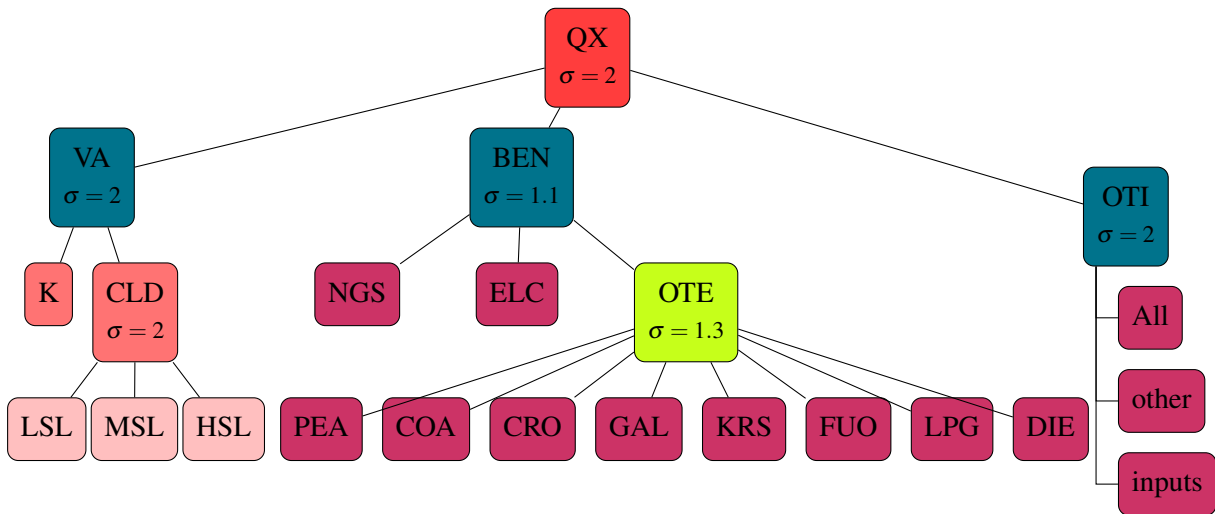 QX
σ = 2
VA
σ = 2
BEN
σ = 1.1
OTI
σ = 2
K
CLD
σ = 2
NGS
ELC
OTE
σ = 1.3
All
LSL
MSL
HSL
PEA
COA
CRO
GAL
KRS
FUO
LPG
DIE
other
inputs